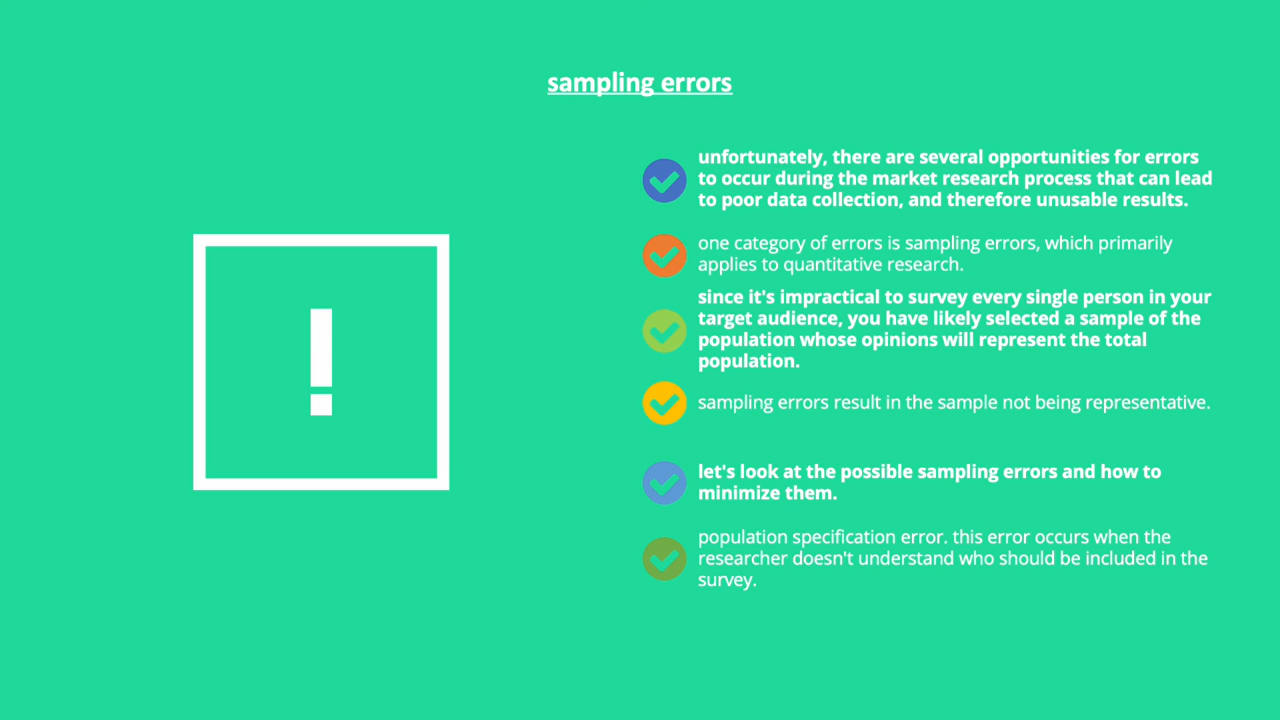 sampling errors
unfortunately, there are several opportunities for errors
to occur during the market research process that can lead
to poor data collection, and therefore unusable results.
one category of errors is sampling errors, which primarily
applies to quantitative research.
since it's impractical to survey every single person in your
target audience, you have likely selected a sample of the
population whose opinions will represent the total
population.
sampling errors result in the sample not being representative.
let's look at the possible sampling errors and how to
minimize them.
population specification error. this error occurs when the
researcher doesn't understand who should be included in the
survey.
!